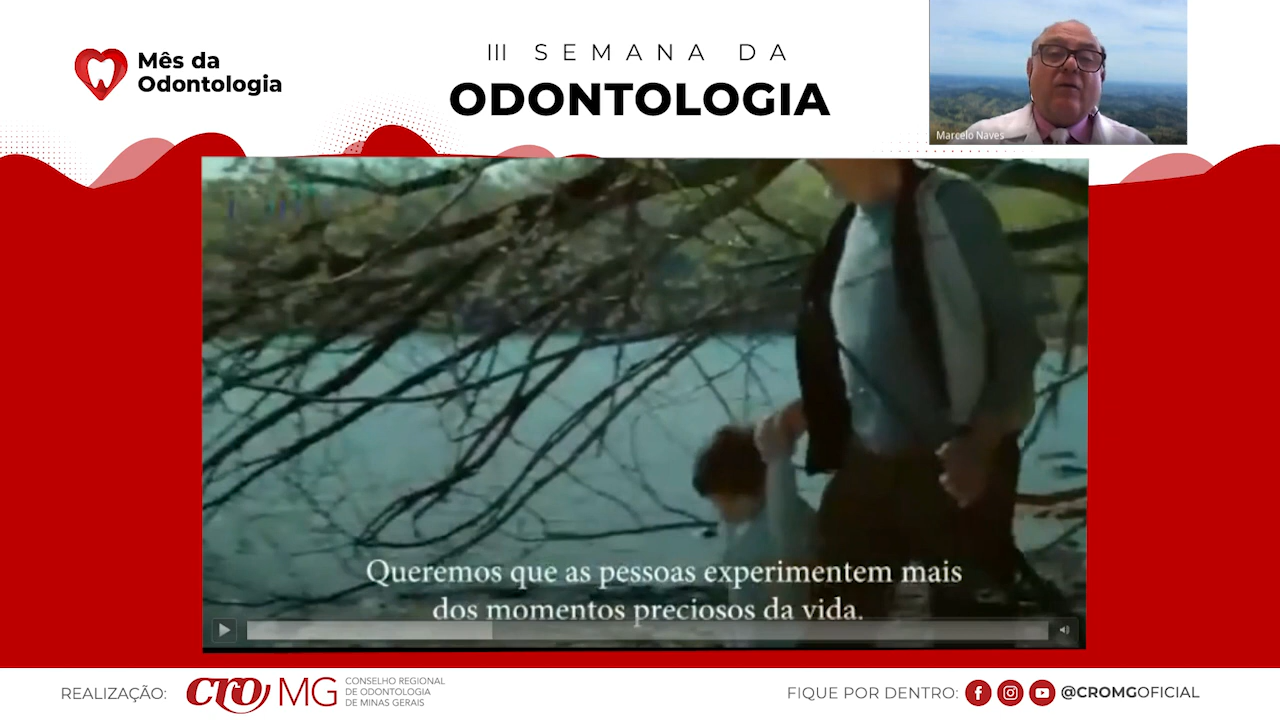 Mês da
Odontologia
III SEMANA DA
ODONTOLOGIA
Marcelo Naves
Queremos que as pessoas experimentem mais
dos momentos preciosos da vida.
REALIZAÇÃO:
CRO MG
CONSELHO REGIONAL
DE ODONTOLOGIA
DE MINAS GERAIS
FIQUE POR DENTRO:
@CROMGOFICIAL